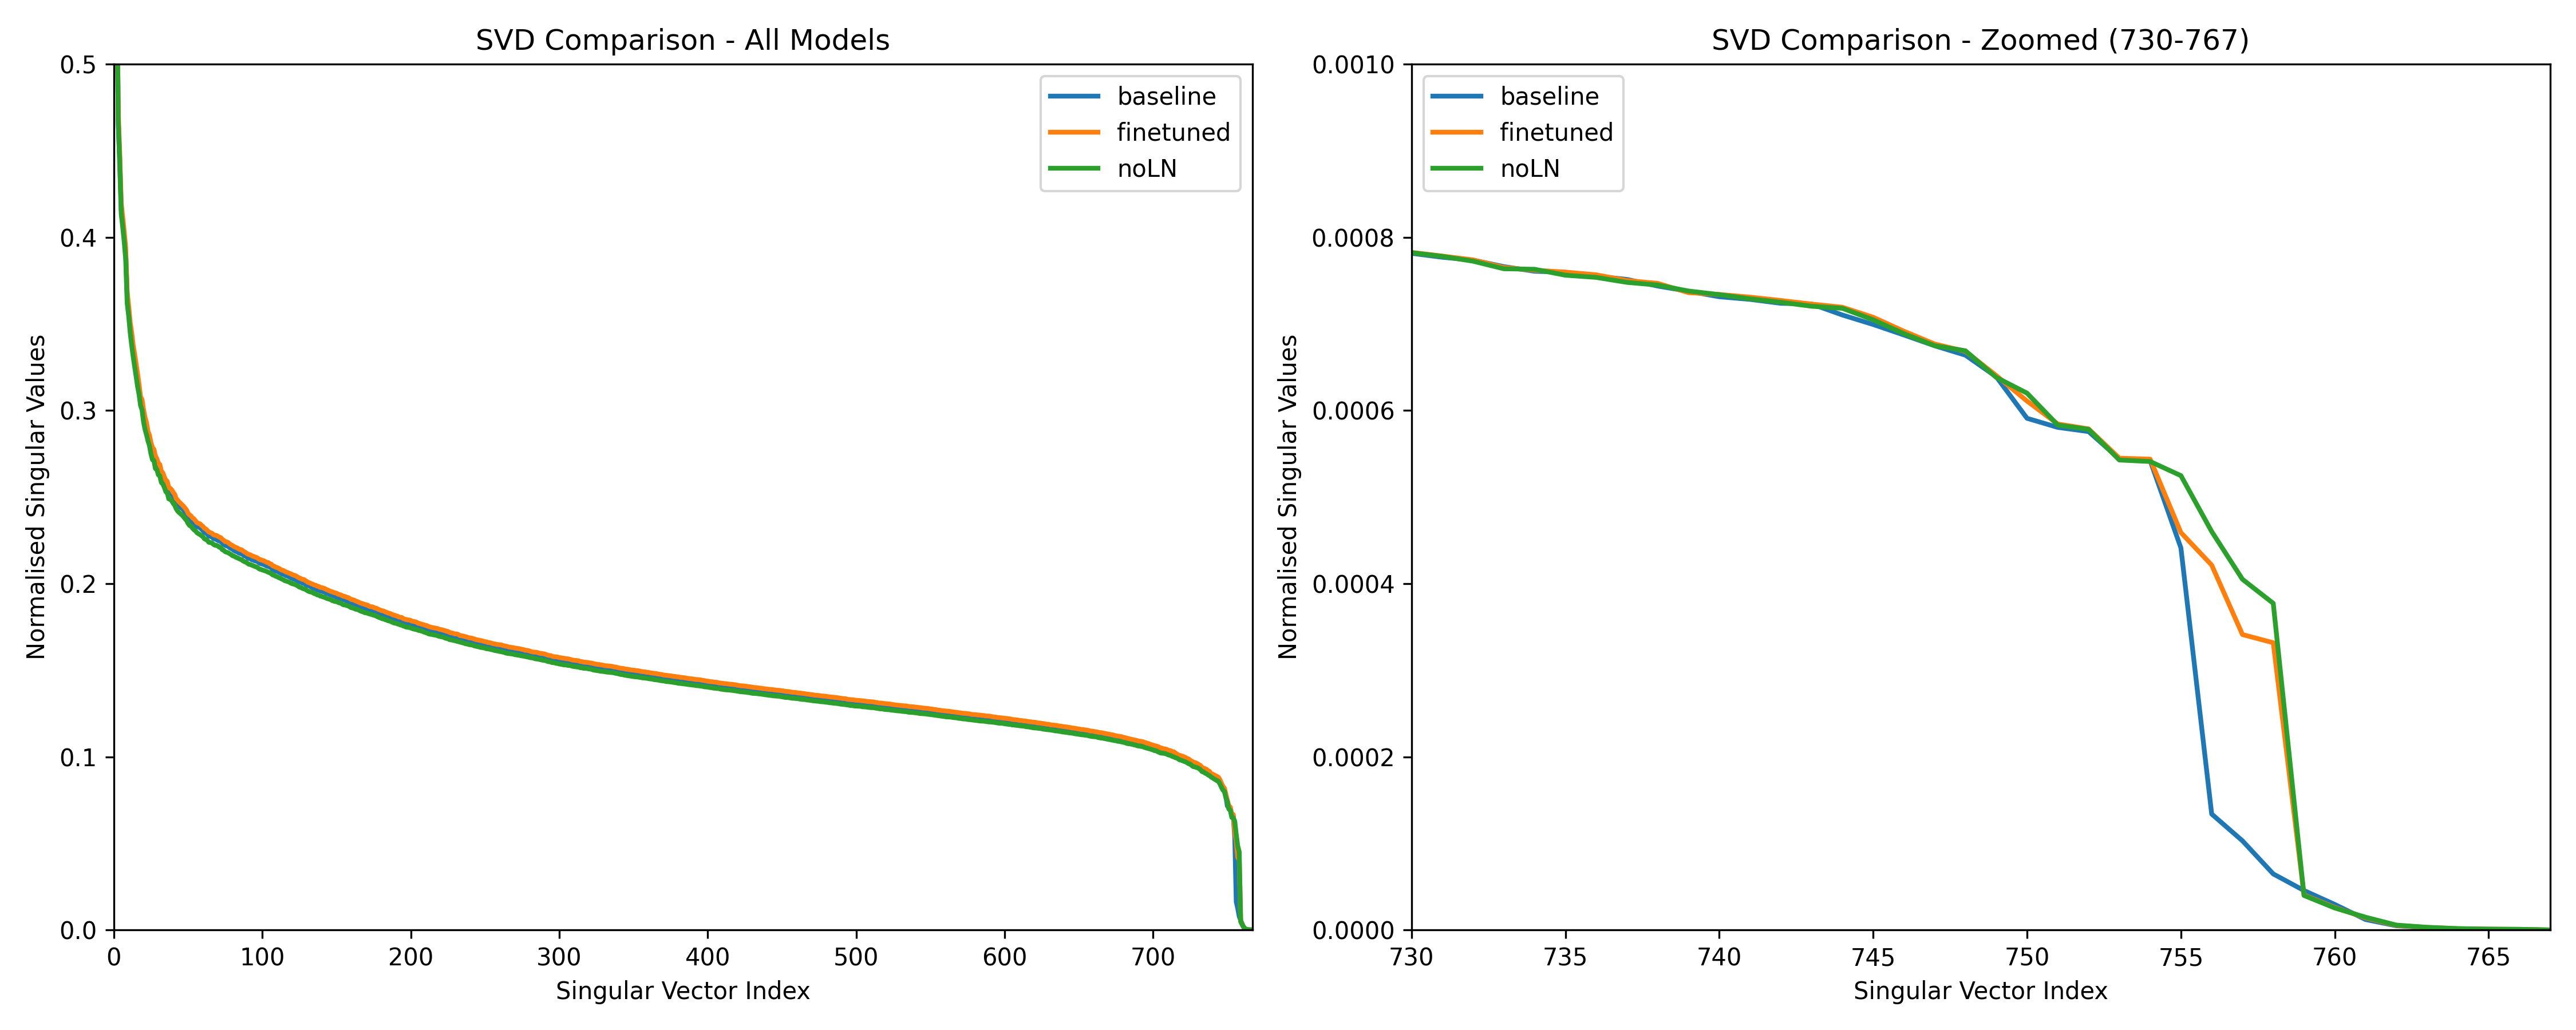 SVD Comparison - All Models
Normalised Singular Values
0.5
0.4
0.3
0.2
0.1
0.0
baseline
finetuned
noLN
0 100 200 300 400 500 600 700
Singular Vector Index
SVD Comparison - Zoomed (730-767)
Normalised Singular Values
0.0010
0.0008
0.0006
0.0004
0.0002
0.0000
baseline
finetuned
noLN
730 735 740 745 750 755 760 765
Singular Vector Index